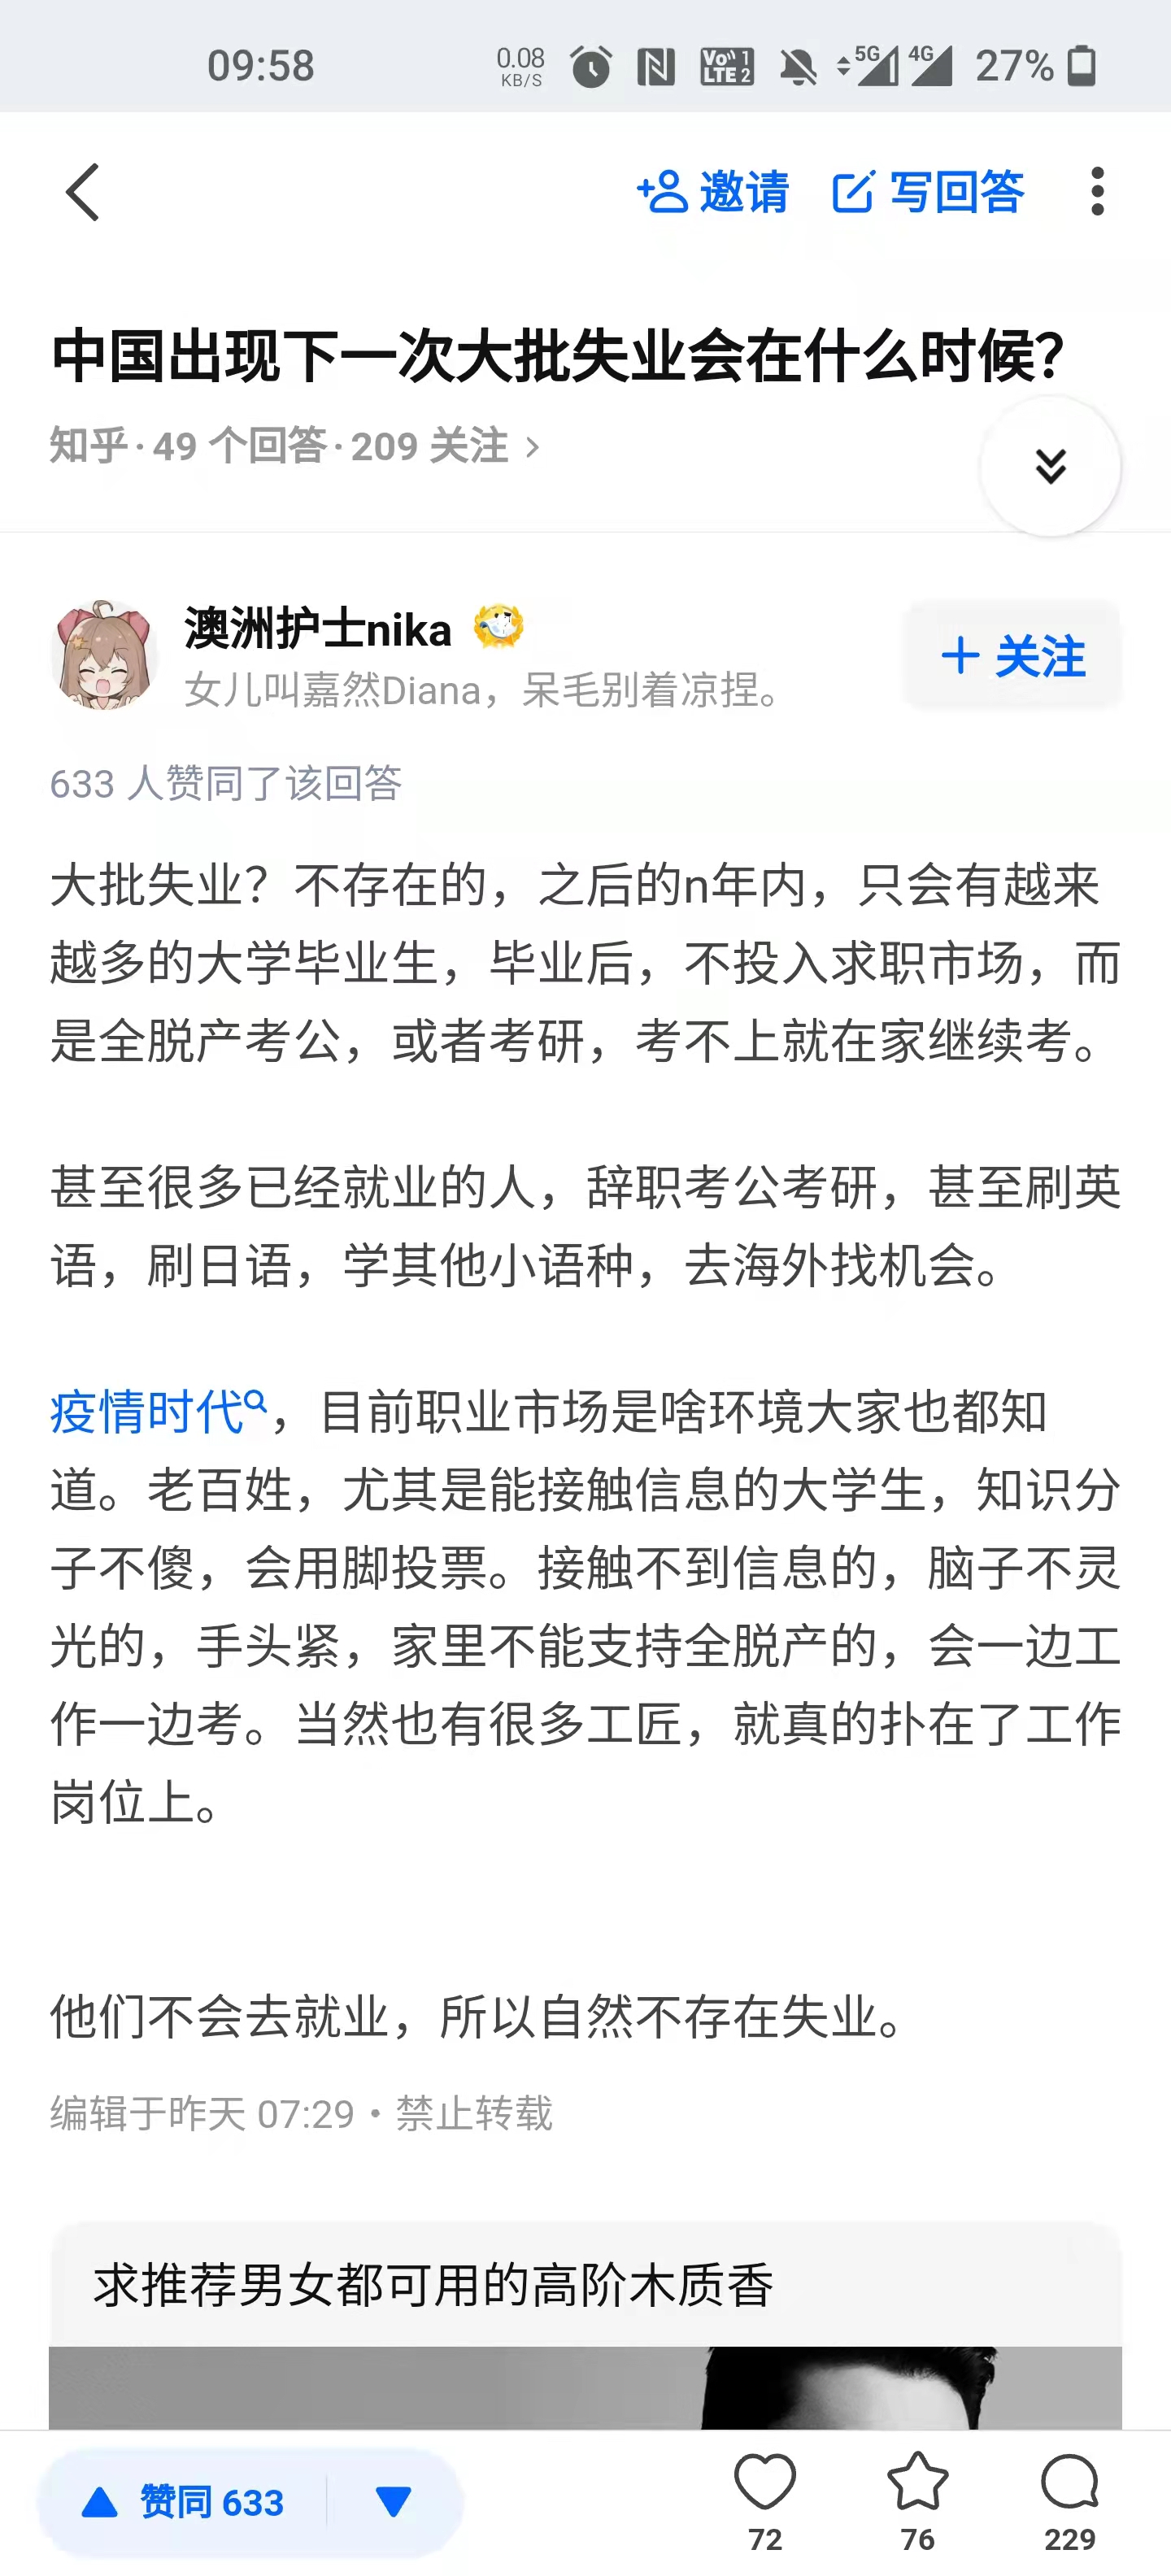 09:58
0.08 KB/S
Vo)) 1 LTE 2
5G
4G
27%
邀请
写回答
中国出现下一次大批失业会在什么时候?
知乎·49 个回答·209 关注 >
澳洲护士nika
女儿叫嘉然Diana，呆毛别着凉捏。
+ 关注
633 人赞同了该回答
大批失业？不存在的，之后的n年内，只会有越来
越多的大学毕业生，毕业后，不投入求职市场，而
是全脱产考公，或者考研，考不上就在家继续考。
甚至很多已经就业的人，辞职考公考研，甚至刷英
语，刷日语，学其他小语种，去海外找机会。
疫情时代，目前职业市场是啥环境大家也都知
道。老百姓，尤其是能接触信息的大学生，知识分
子不傻，会用脚投票。接触不到信息的，脑子不灵
光的，手头紧，家里不能支持全脱产的，会一边工
作一边考。当然也有很多工匠，就真的扑在了工作
岗位上。
他们不会去就业，所以自然不存在失业。
编辑于昨天 07:29 · 禁止转载
求推荐男女都可用的高阶木质香
赞同 633
72
76
229